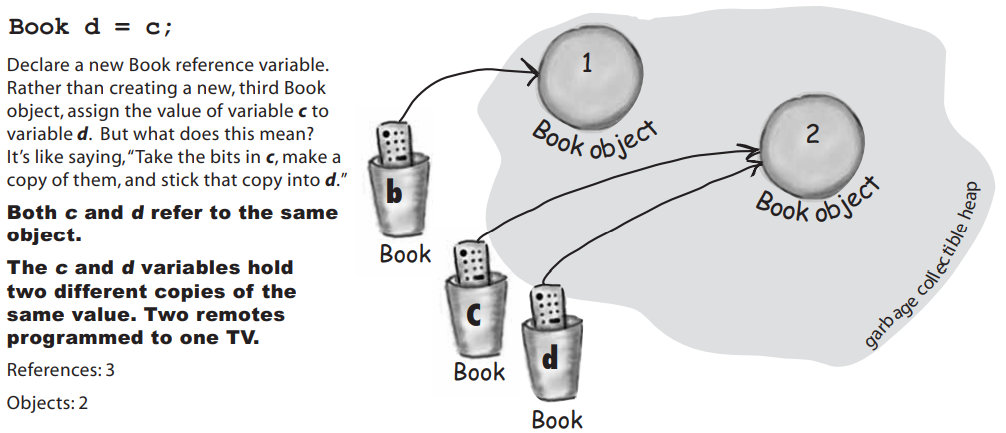 Book d = c;
Declare a new Book reference variable.
Rather than creating a new, third Book
object, assign the value of variable c to
variable d. But what does this mean?
It's like saying, “Take the bits in c, make a
copy of them, and stick that copy into d.”
Both c and d refer to the same
object.
The c and d variables hold
two different copies of the
same value. Two remotes
programmed to one TV.
References: 3
Objects: 2
1
Book object
2
Book object
b
Book
c
Book
d
Book
garbage collectible heap